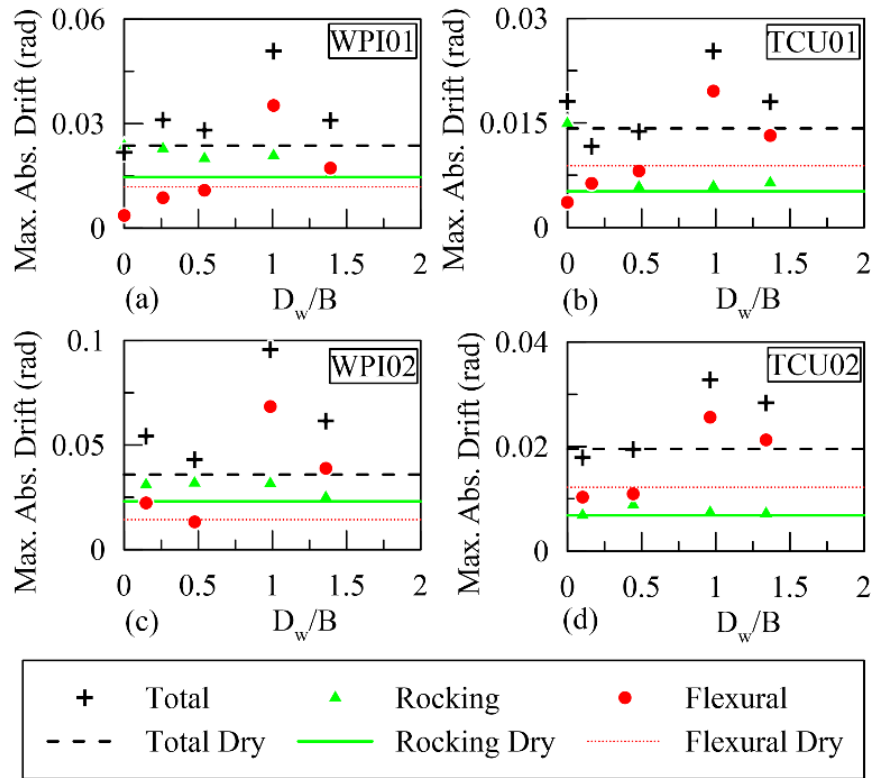 0.06
WPI01
0.03
0
0 0.5 1 1.5 2
Max. Abs. Drift (rad)
(a)
D_w/B
0.03
TCU01
0.015
0
0 0.5 1 1.5 2
Max. Abs. Drift (rad)
(b)
D_w/B
0.1
WPI02
0.05
0
0 0.5 1 1.5 2
Max. Abs. Drift (rad)
(c)
D_w/B
0.04
TCU02
0.02
0
0 0.5 1 1.5 2
Max. Abs. Drift (rad)
(d)
D_w/B
Total Rocking Flexural
Total Dry Rocking Dry Flexural Dry